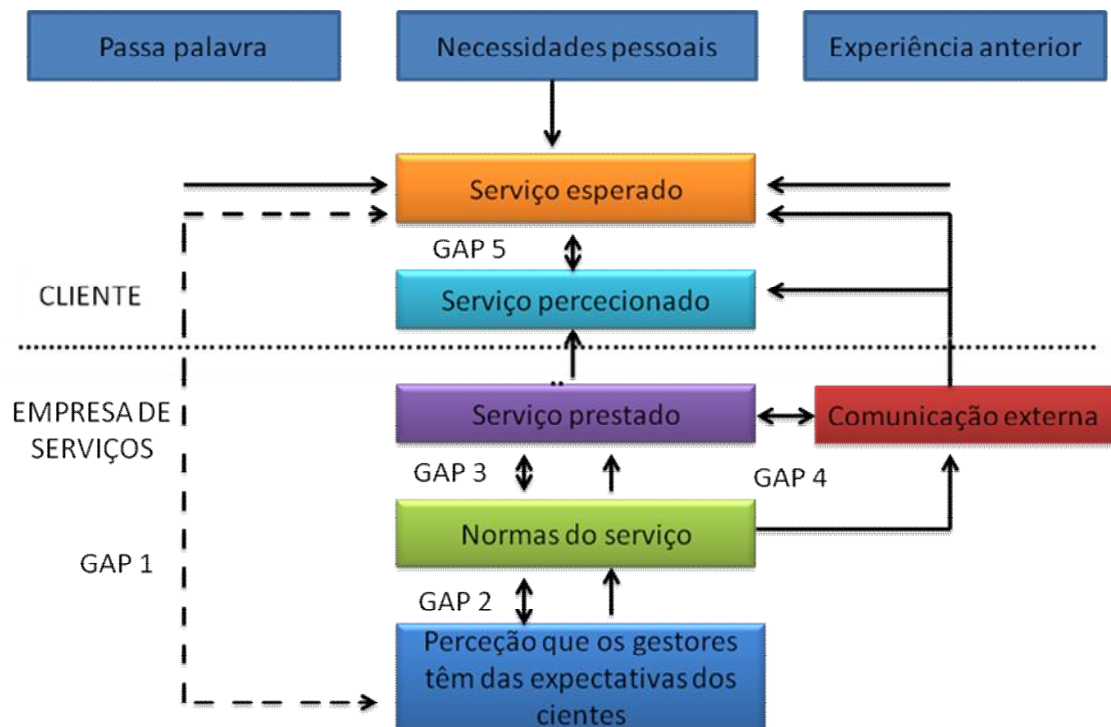 Passa palavra
Necessidades pessoais
Experiência anterior
Serviço esperado
GAP 5
CLIENTE
Serviço percecionado
EMPRESA DE
SERVIÇOS
Serviço prestado
Comunicação externa
GAP 3
GAP 4
Normas do serviço
GAP 1
GAP 2
Perceção que os gestores
têm das expectativas dos
cientes